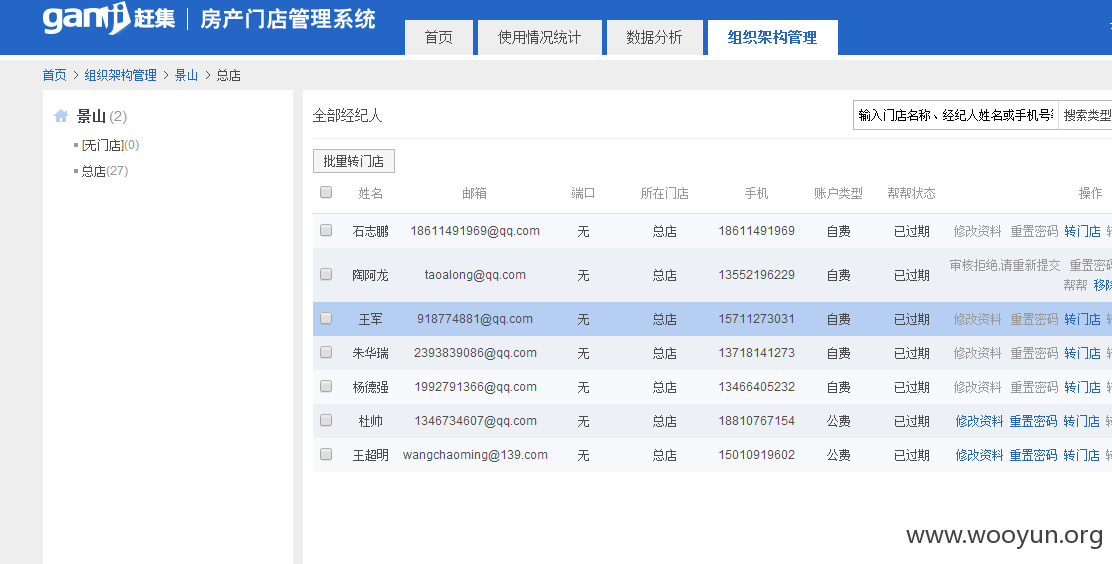 ganji赶集 房产门店管理系统
首页 使用情况统计 数据分析 组织架构管理
首页 > 组织架构管理 > 景山 > 总店
景山 (2)
[无门店](0)
总店(27)
全部经纪人 输入门店名称、经纪人姓名或手机号 搜索类型
批量转门店
姓名 邮箱 端口 所在门店 手机 账户类型 帮帮状态 操作
石志鹏 18611491969@qq.com 无 总店 18611491969 自费 已过期 修改资料 重置密码 转门店
陶阿龙 taoalong@qq.com 无 总店 13552196229 自费 已过期 审核拒绝,请重新提交 重置密码
帮帮 移除
王军 918774881@qq.com 无 总店 15711273031 自费 已过期 修改资料 重置密码 转门店
朱华瑞 2393839086@qq.com 无 总店 13718141273 自费 已过期 修改资料 重置密码 转门店
杨德强 1992791366@qq.com 无 总店 13466405232 自费 已过期 修改资料 重置密码 转门店
杜帅 1346734607@qq.com 无 总店 18810767154 公费 已过期 修改资料 重置密码 转门店
王超明 wangchaoming@139.com 无 总店 15010919602 公费 已过期 修改资料 重置密码 转门店
www.wooyun.org